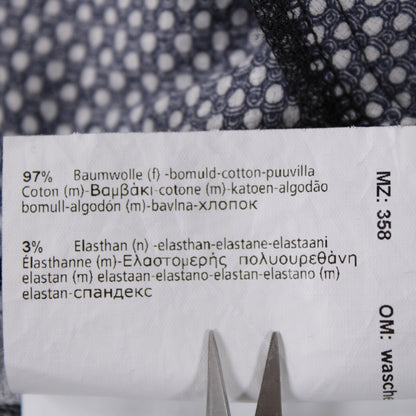 97% Baumwolle (f) -bomuld-cotton-puuvilla
Coton (m)-Βαμβάκι-cotone (m)-katoen-algodão
bomull-algodón (m)-bavlna-хлопок
3% Elasthan (n) -elasthan-elastane-elastaani
Élasthanne (m)-Ελαστομερής πολυουρεθάνη
elastan (m) elastaan-elastano-elastan-elastano (m)
elastan-спандекс
MZ: 358
OM: wasche